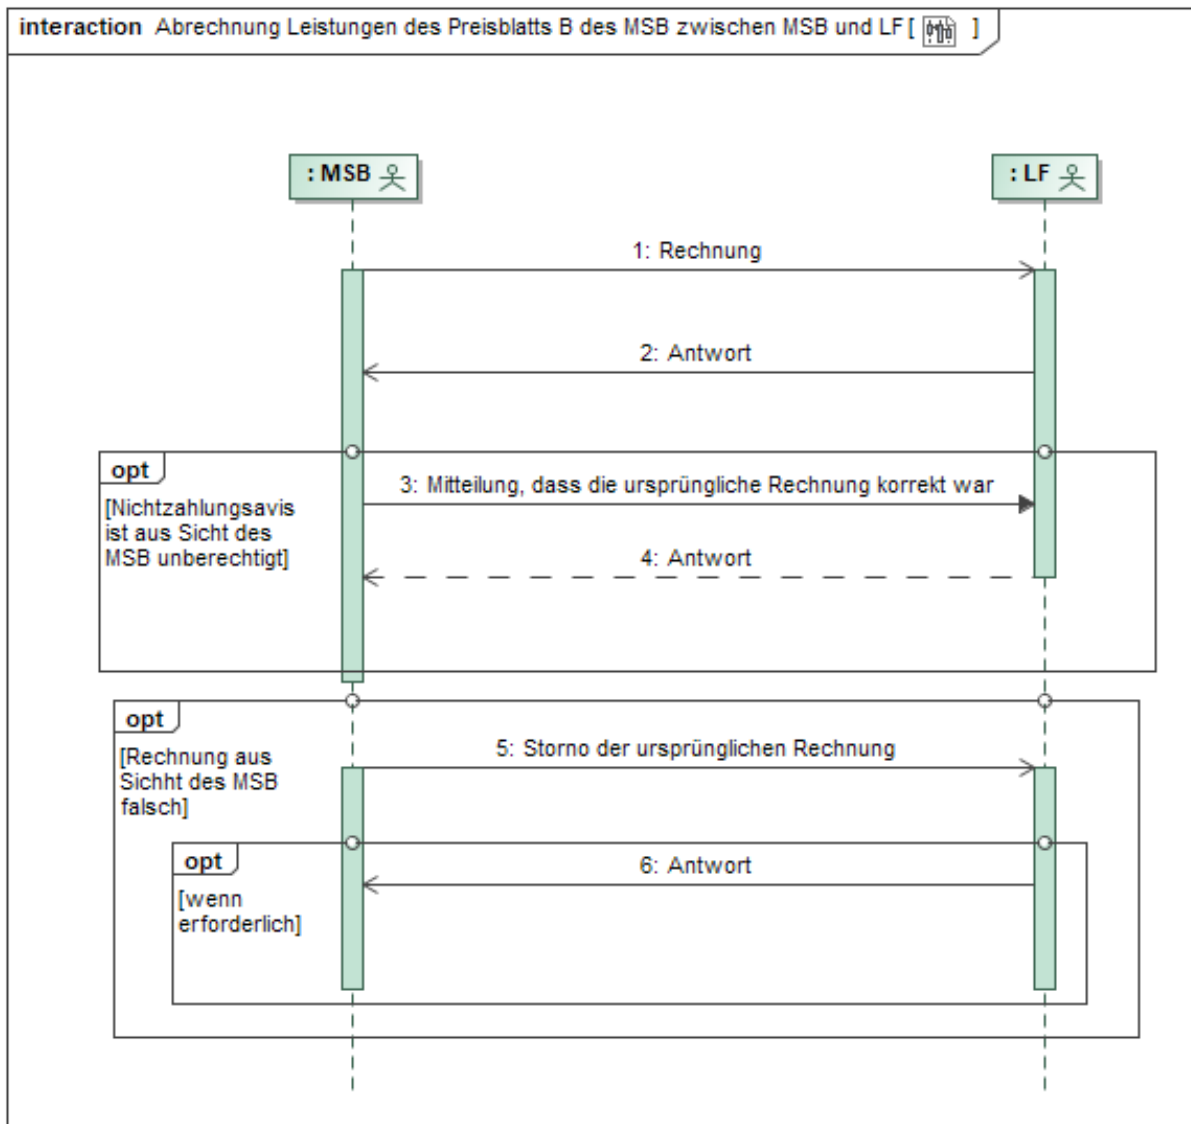 interaction Abrechnung Leistungen des Preisblatts B des MSB zwischen MSB und LF [ ]
: MSB
: LF
1: Rechnung
2: Antwort
opt
3: Mitteilung, dass die ursprüngliche Rechnung korrekt war
[Nichtzahlungsavis
ist aus Sicht des
MSB unberechtigt]
4: Antwort
opt
5: Storno der ursprünglichen Rechnung
[Rechnung aus
Sichht des MSB
falsch]
opt
6: Antwort
[wenn
erforderlich]